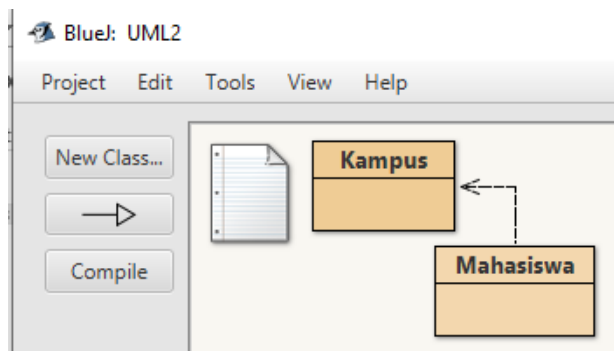 BlueJ: UML2
Project Edit Tools View Help
New Class...
Kampus
Compile
Mahasiswa